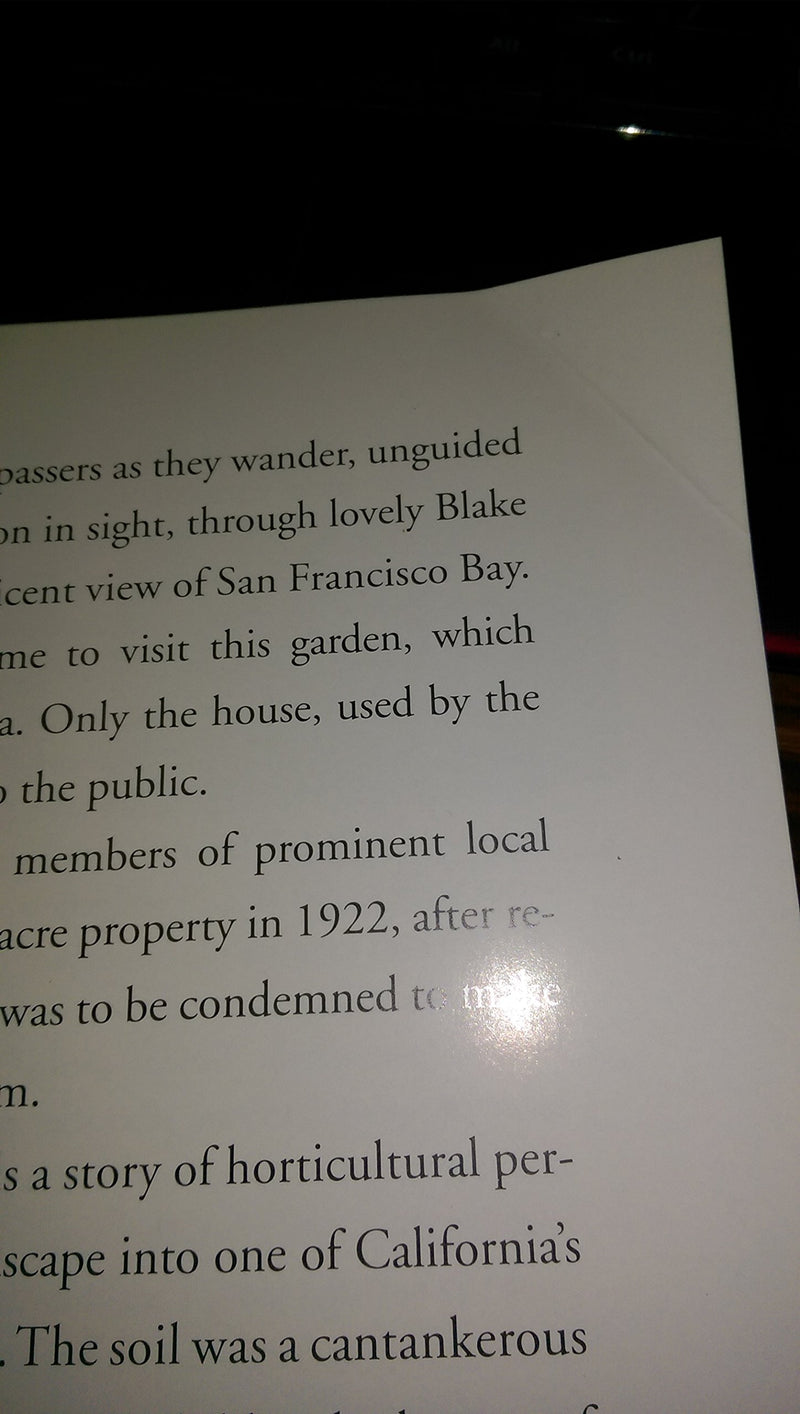 passers as they wander, unguided
on in sight, through lovely Blake
icent view of San Francisco Bay.
me to visit this garden, which
a. Only the house, used by the
o the public.
members of prominent local
acre property in 1922, after re-
was to be condemned to make
m.
s a story of horticultural per-
scape into one of California's
. The soil was a cantankerous